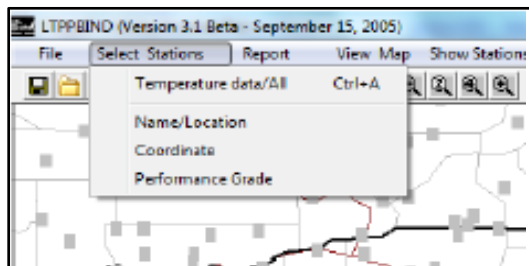 LTPPBIND (Version 3.1 Beta - September 15, 2005)
File Select Stations Report View Map Show Stations
Temperature data/All Ctrl+A
Name/Location
Coordinate
Performance Grade